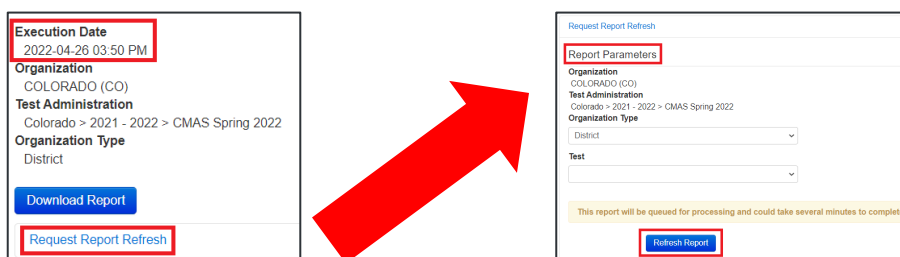 Execution Date
2022-04-26 03:50 PM
Organization
COLORADO (CO)
Test Administration
Colorado > 2021 - 2022 > CMAS Spring 2022
Organization Type
District
Download Report
Request Report Refresh
Request Report Refresh
Report Parameters
Organization
COLORADO (CO)
Test Administration
Colorado > 2021 - 2022 > CMAS Spring 2022
Organization Type
District
Test
This report will be queued for processing and could take several minutes to complet
Refresh Report